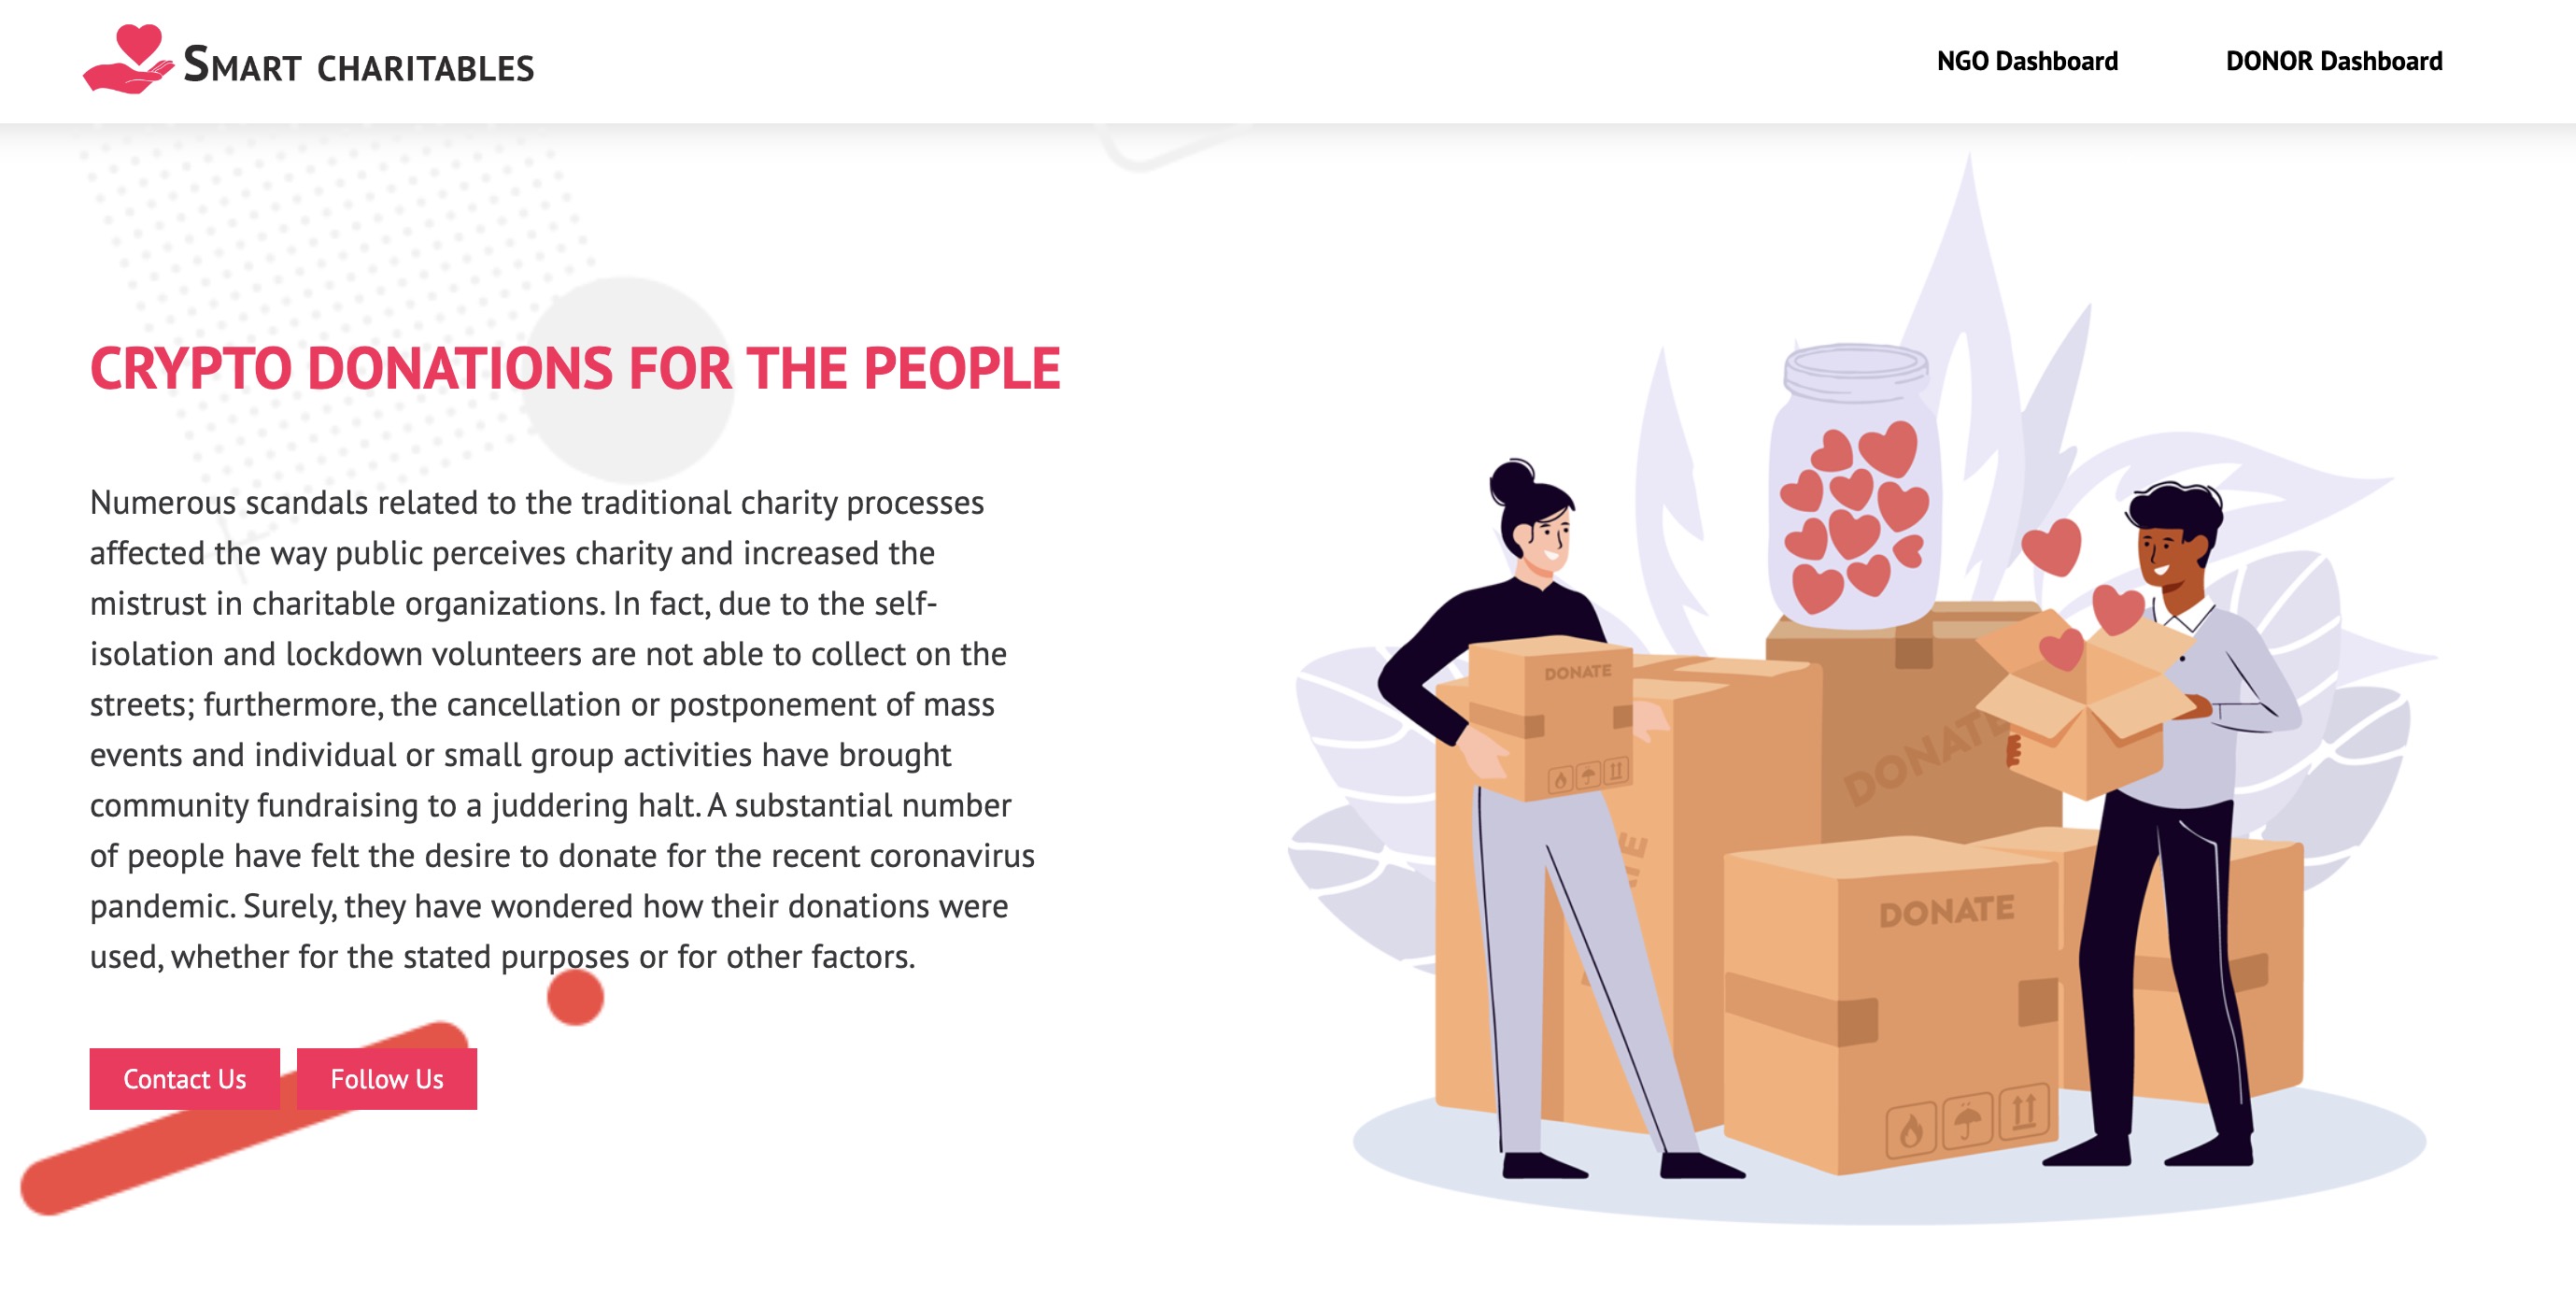 Smart charitables
NGO Dashboard
DONOR Dashboard
CRYPTO DONATIONS FOR THE PEOPLE
Numerous scandals related to the traditional charity processes
affected the way public perceives charity and increased the
mistrust in charitable organizations. In fact, due to the self-
isolation and lockdown volunteers are not able to collect on the
streets; furthermore, the cancellation or postponement of mass
events and individual or small group activities have brought
community fundraising to a juddering halt. A substantial number
of people have felt the desire to donate for the recent coronavirus
pandemic. Surely, they have wondered how their donations were
used, whether for the stated purposes or for other factors.
Contact Us
Follow Us
DONATE
DONATE
DONATE